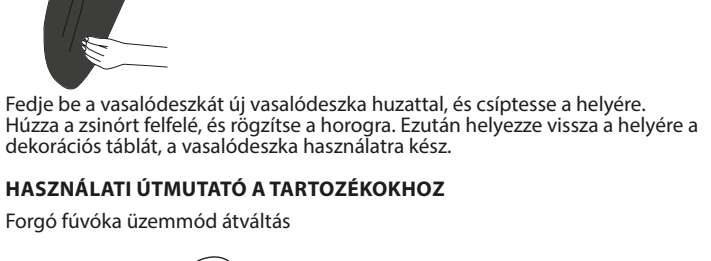 Fedje be a vasalódeszkát új vasalódeszka huzattal, és csíptesse a helyére.
Húzza a zsinórt felfelé, és rögzítse a horogra. Ezután helyezze vissza a helyére a
dekorációs táblát, a vasalódeszka használatra kész.
HASZNÁLATI ÚTMUTATÓ A TARTOZÉKOKHOZ
Forgó fúvóka üzemmód átváltás